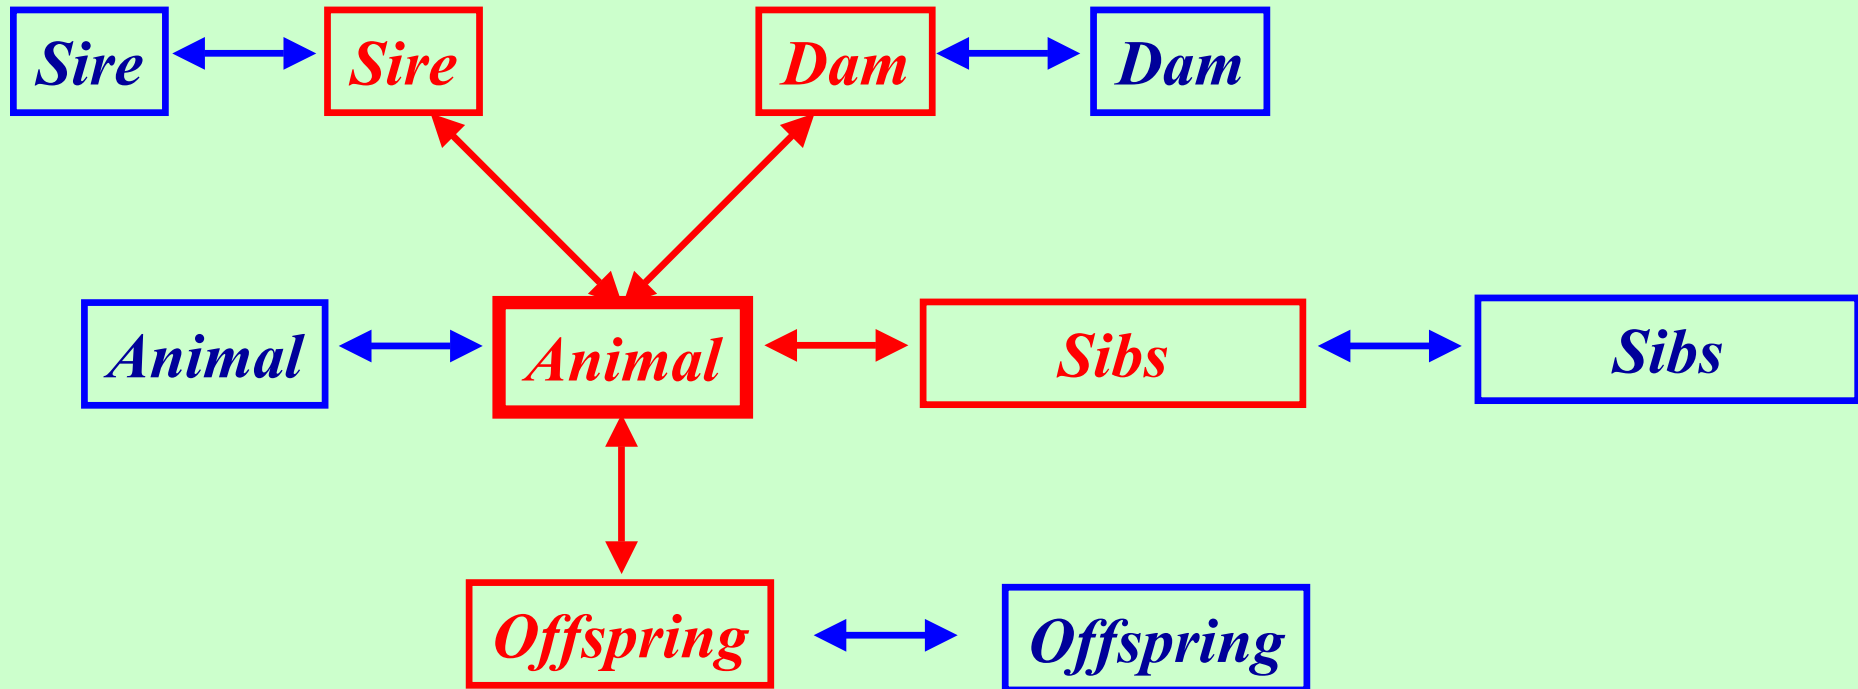 Sire
Sire
Dam
Dam
Animal
Animal
Sibs
Sibs
Offspring
Offspring